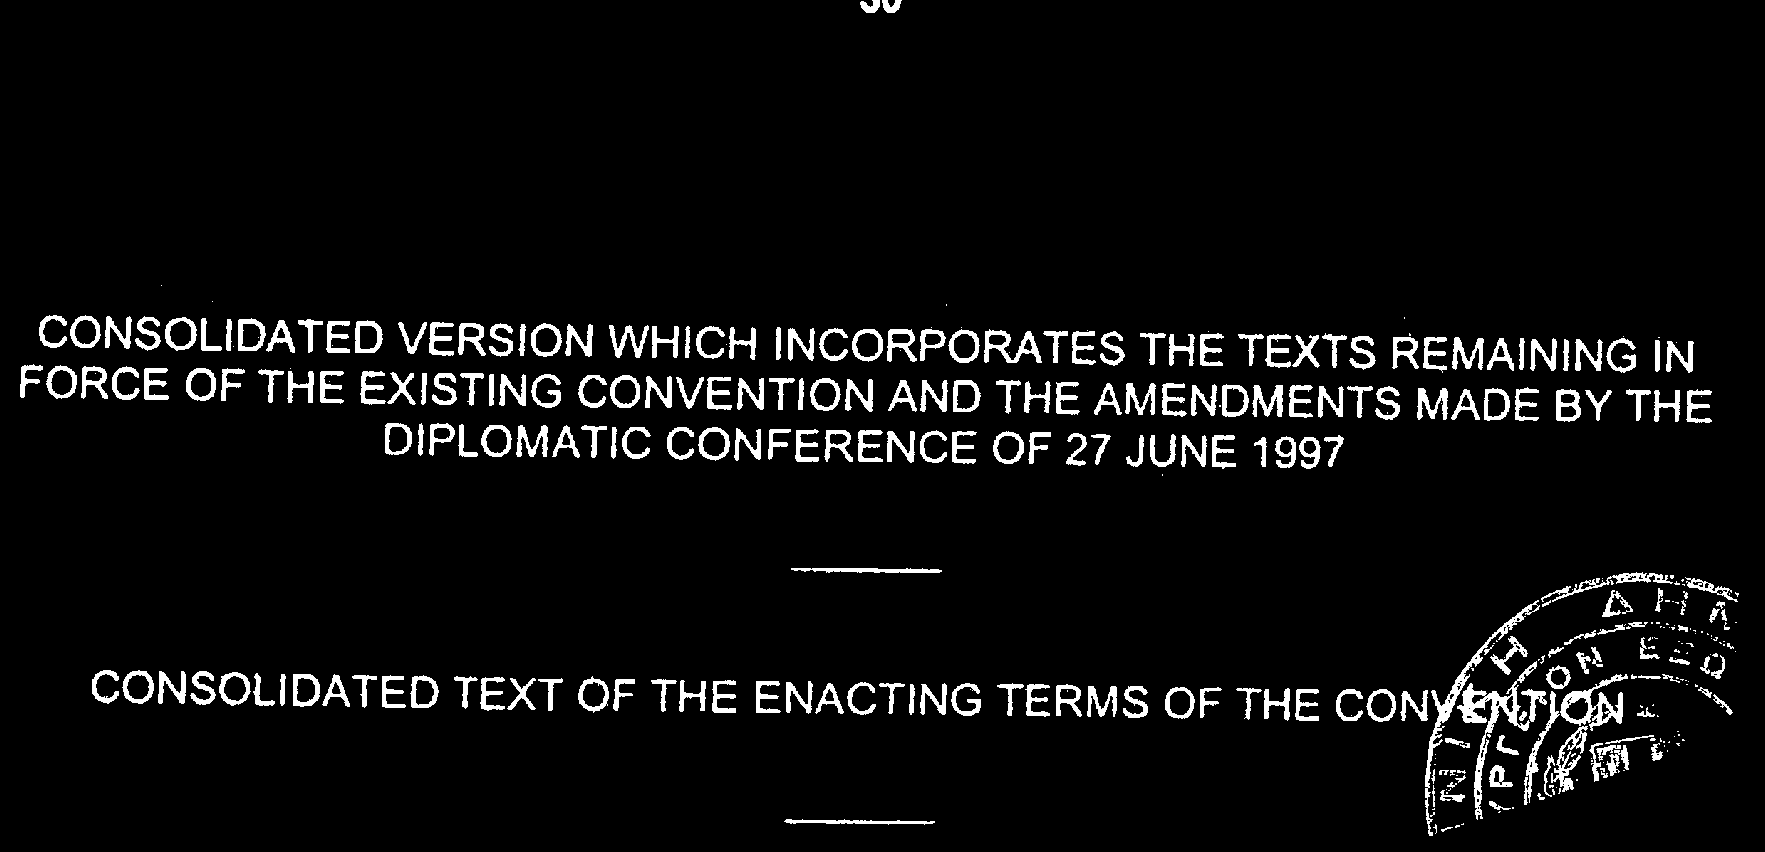 CONSOLIDATED VERSION WHICH INCORPORATES THE TEXTS REMAINING IN
FORCE OF THE EXISTING CONVENTION AND THE AMENDMENTS MADE BY THE
DIPLOMATIC CONFERENCE OF 27 JUNE 1997
CONSOLIDATED TEXT OF THE ENACTING TERMS OF THE CONVENTION